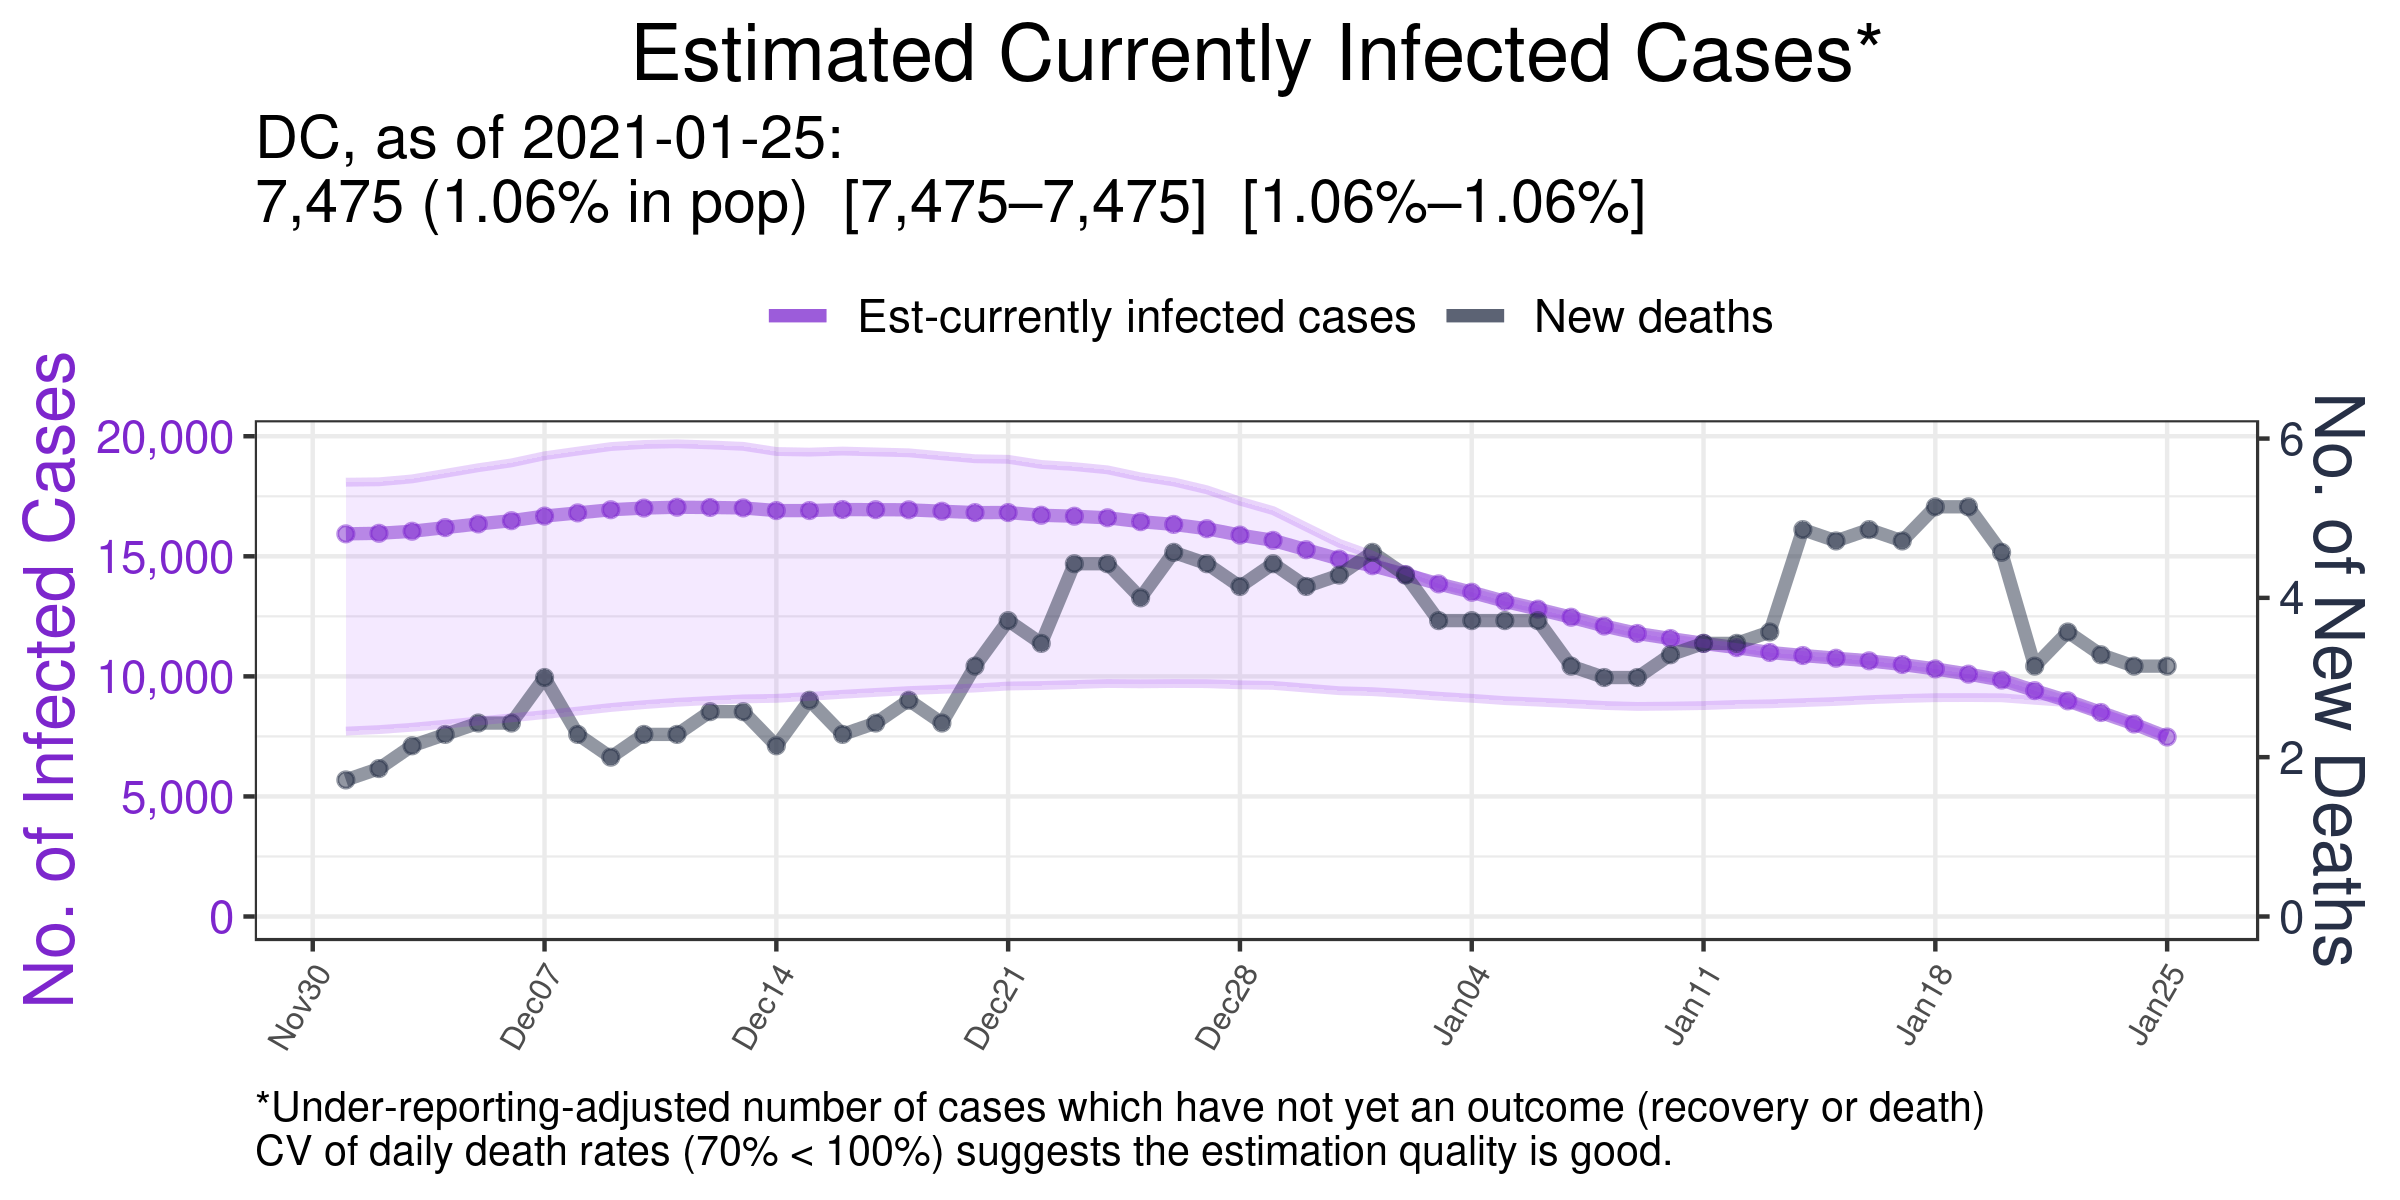 Estimated Currently Infected Cases*
DC, as of 2021-01-25:
7,475 (1.06% in pop)  [7,475–7,475]  [1.06%–1.06%]
Est-currently infected cases
New deaths
No. of Infected Cases
20,000
15,000
10,000
5,000
0
6
4
2
0
No. of New Deaths
Nov30
Dec07
Dec14
Dec21
Dec28
Jan04
Jan11
Jan18
Jan25
*Under-reporting-adjusted number of cases which have not yet an outcome (recovery or death)
CV of daily death rates (70% < 100%) suggests the estimation quality is good.